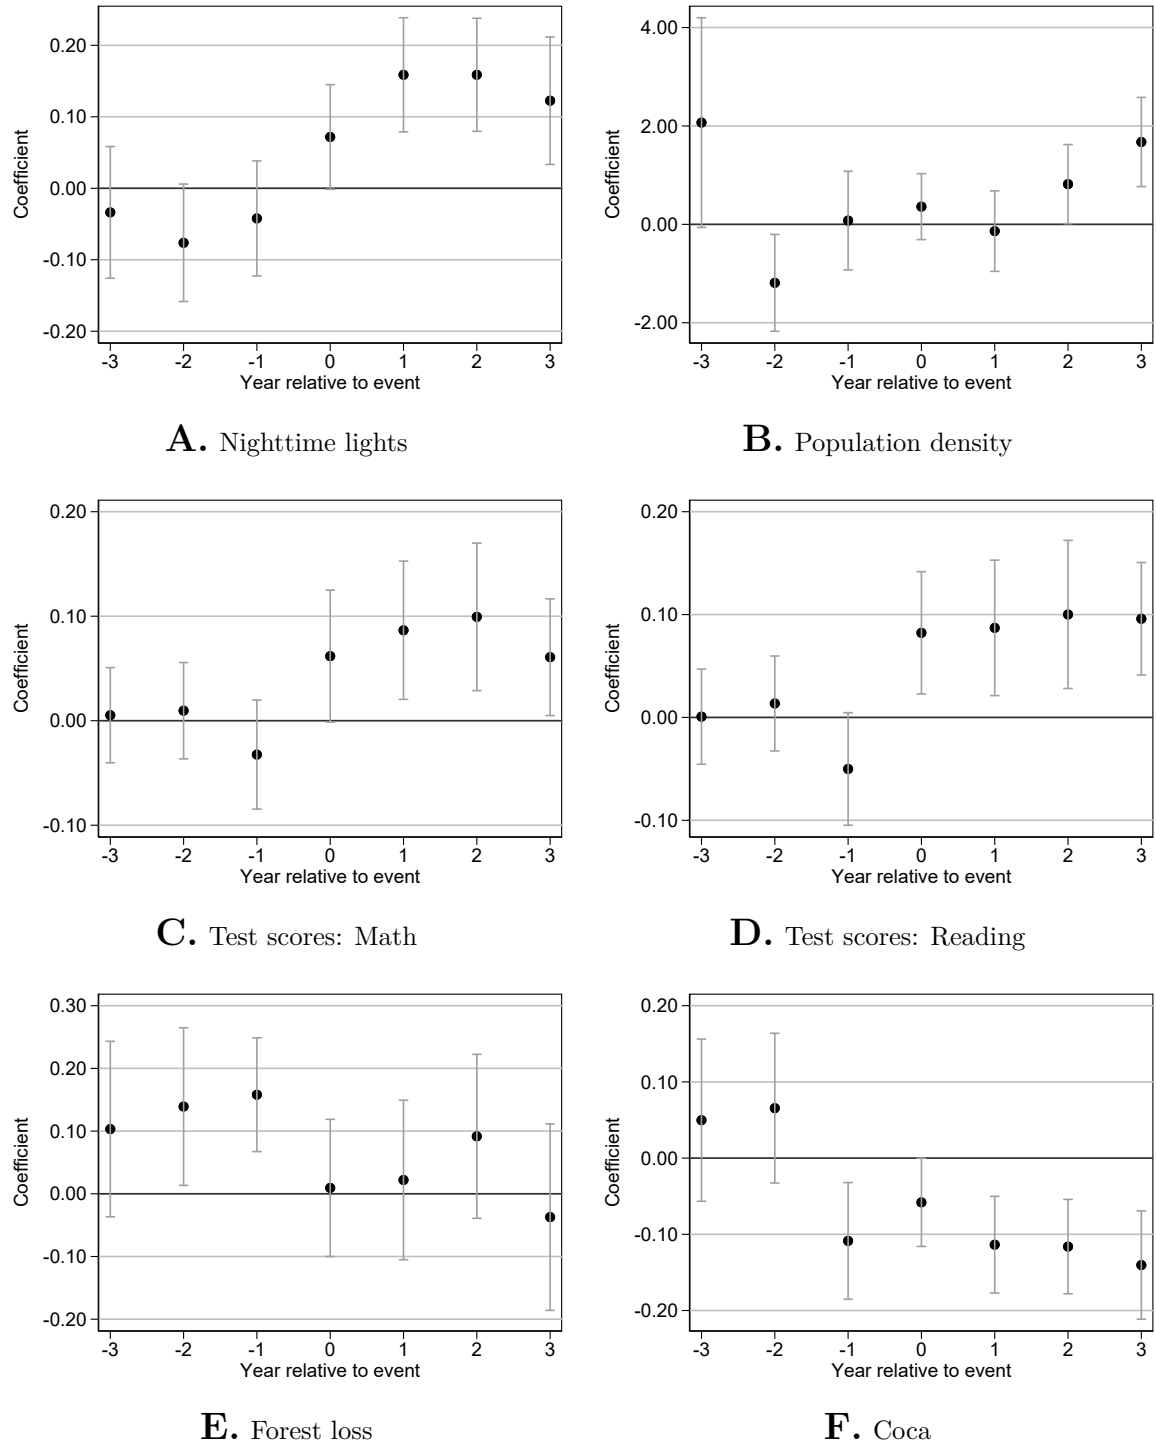 0.20
0.10
0.00
-0.10
-0.20
Coefficient
-3 -2 -1 0 1 2 3
Year relative to event
A. Nighttime lights
4.00
2.00
0.00
-2.00
Coefficient
-3 -2 -1 0 1 2 3
Year relative to event
B. Population density
0.20
0.10
0.00
-0.10
Coefficient
-3 -2 -1 0 1 2 3
Year relative to event
C. Test scores: Math
0.20
0.10
0.00
-0.10
Coefficient
-3 -2 -1 0 1 2 3
Year relative to event
D. Test scores: Reading
0.30
0.20
0.10
0.00
-0.10
-0.20
Coefficient
-3 -2 -1 0 1 2 3
Year relative to event
E. Forest loss
0.20
0.10
0.00
-0.10
-0.20
Coefficient
-3 -2 -1 0 1 2 3
Year relative to event
F. Coca